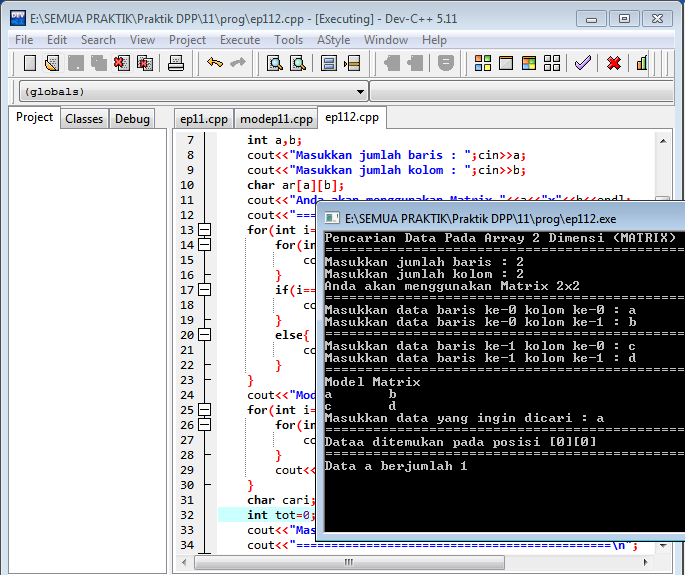 E:\SEMUA PRAKTIK\Praktik DPP\11\prog\ep112.cpp - [Executing] - Dev-C++ 5.11
File Edit Search View Project Execute Tools AStyle Window Help
(globals)
Project Classes Debug
ep11.cpp modep11.cpp ep112.cpp
7 int a,b;
8 cout<<"Masukkan jumlah baris : ";cin>>a;
9 cout<<"Masukkan jumlah kolom : ";cin>>b;
10 char ar[a][b];
11 cout<<"Anda akan menggunakan Matrix "<<a<<"x"<<b<<endl;
12 cout<<"===
13 for(int i=
14 for(in
15 co
16 }
17 if(i==
18 co
19 }
20 else{
21 co
22 }
23 }
24 cout<<"Mod
25 for(int i=
26 for(in
27 co
28 }
29 cout<<
30 }
31 char cari;
32 int tot=0;
33 cout<<"Mas
34 cout<<"==========================================\n";
E:\SEMUA PRAKTIK\Praktik DPP\11\prog\ep112.exe
Pencarian Data Pada Array 2 Dimensi (MATRIX)
==============================================
Masukkan jumlah baris : 2
Masukkan jumlah kolom : 2
Anda akan menggunakan Matrix 2x2
==============================================
Masukkan data baris ke-0 kolom ke-0 : a
Masukkan data baris ke-0 kolom ke-1 : b
==============================================
Masukkan data baris ke-1 kolom ke-0 : c
Masukkan data baris ke-1 kolom ke-1 : d
==============================================
Model Matrix
a b
c d
Masukkan data yang ingin dicari : a
==============================================
Dataa ditemukan pada posisi [0][0]
==============================================
Data a berjumlah 1